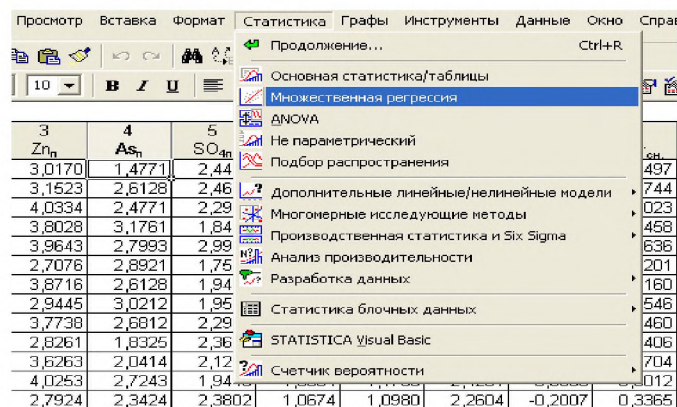 Просмотр Вставка Формат Статистика Графы Инструменты Данные Окно Справ
Продолжение... Ctrl+R
10 B I U
Основная статистика/таблицы
Множественная регрессия
ANOVA
Не параметрический
Подбор распространения
Дополнительные линейные/нелинейные модели
Многомерные исследующие методы
Производственная статистика и Six Sigma
Анализ производительности
Разработка данных
Статистика блочных данных
STATISTICA Visual Basic
Счетчик вероятности
3 4 5
Znп Asп SO4п сн.
3,0170 1,4771 2,44 497
3,1523 2,6128 2,46 744
4,0334 2,4771 2,29 023
3,8028 3,1761 1,84 458
3,9643 2,7993 2,99 636
2,7076 2,8921 1,75 201
3,8716 2,6128 1,94 160
2,9445 3,0212 1,95 546
3,7738 2,6812 2,29 460
2,8261 1,8325 2,36 406
3,6263 2,0414 2,12 704
4,0253 2,7243 1,94
2,7924 2,3424 2,3802 1,0674 1,0980 2,2604 -0,2007 0,3365